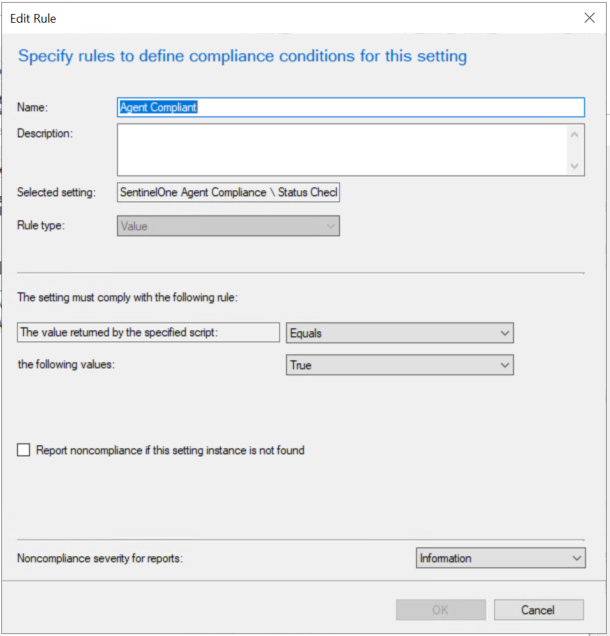 Edit Rule
Specify rules to define compliance conditions for this setting
Name:
Agent Compliant
Description:
Selected setting:
SentinelOne Agent Compliance \ Status Checl
Rule type:
Value
The setting must comply with the following rule:
The value returned by the specified script:
Equals
the following values:
True
Report noncompliance if this setting instance is not found
Noncompliance severity for reports:
Information
OK
Cancel